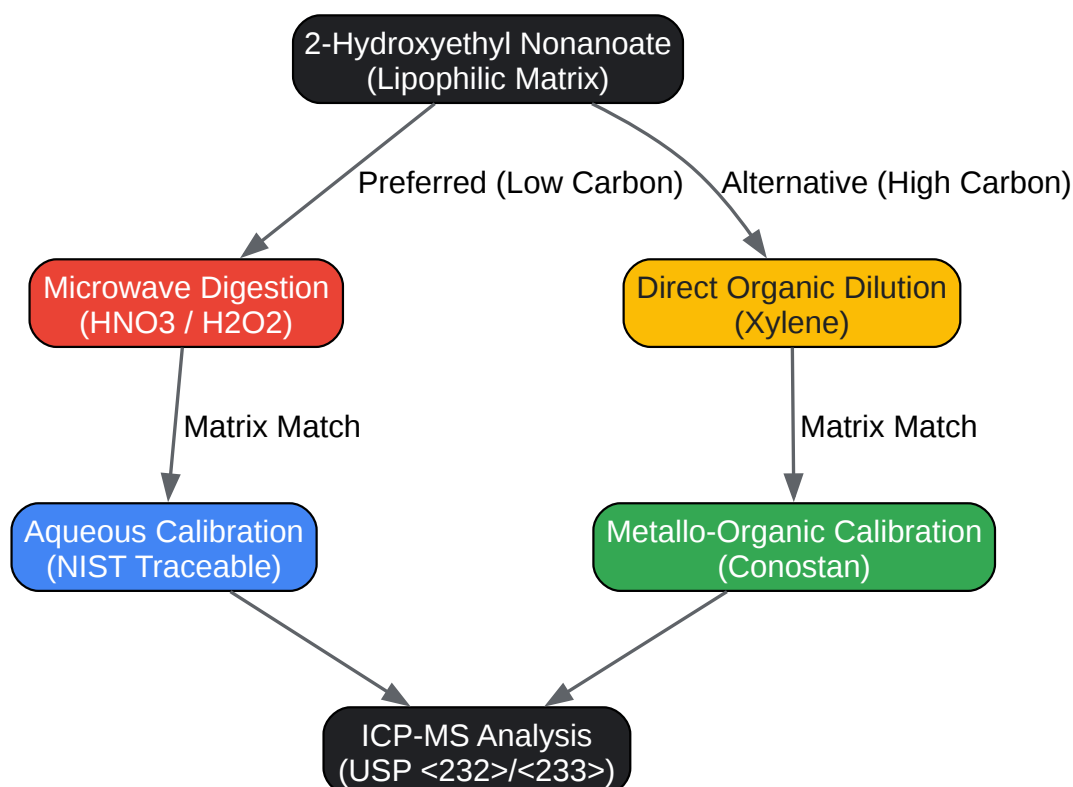 2-Hydroxyethyl Nonanoate
(Lipophilic Matrix)
Preferred (Low Carbon)
Alternative (High Carbon)
Microwave Digestion
(HNO3 / H2O2)
Direct Organic Dilution
(Xylene)
Matrix Match
Matrix Match
Aqueous Calibration
(NIST Traceable)
Metallo-Organic Calibration
(Conostan)
ICP-MS Analysis
(USP <232>/<233>)